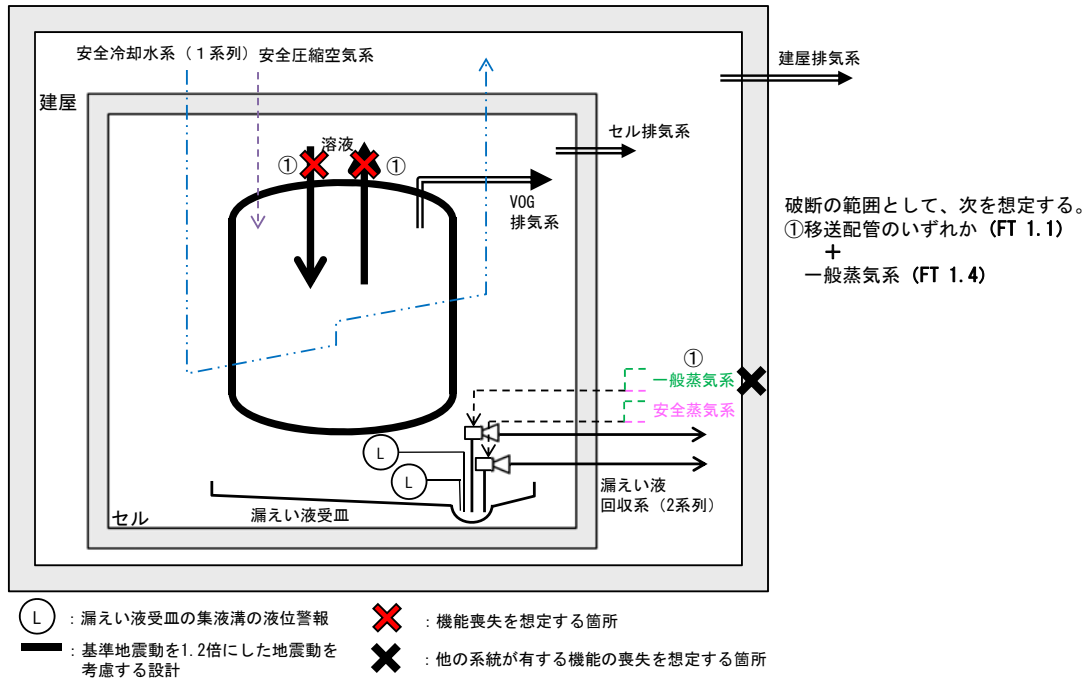 安全冷却水系(1系列)
安全圧縮空気系
建屋排気系
建屋
セル排気系
溶液
①
①
VOG
排気系
破断の範囲として、次を想定する。
①移送配管のいずれか (FT 1.1)
+
一般蒸気系 (FT 1.4)
①
一般蒸気系
安全蒸気系
L
L
漏えい液
回収系(2系列)
漏えい液受皿
セル
L
:漏えい液受皿の集液溝の液位警報
:機能喪失を想定する箇所
:基準地震動を1.2倍にした地震動を
考慮する設計
:他の系統が有する機能の喪失を想定する箇所